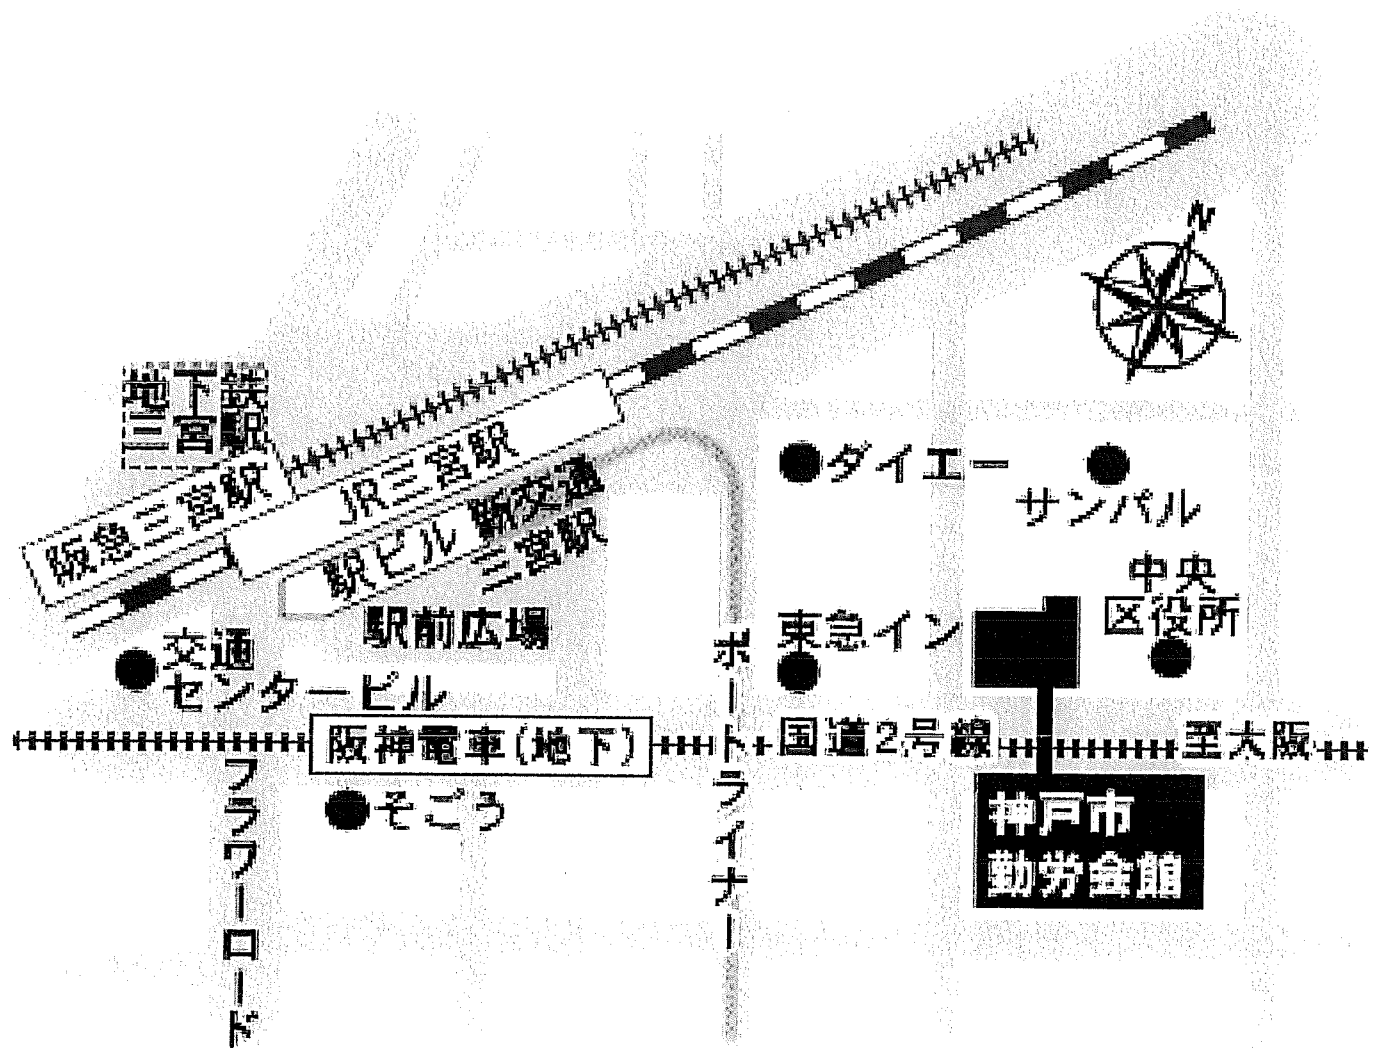 N
地下鉄
三宮駅
阪急三宮駅
JR三宮駅
駅ビル
新交通
三宮駅
駅前広場
ダイエー
サンパル
中央
区役所
東急イン
交通
センタービル
ポートライナー
阪神電車(地下)
国道2号線
至大阪
そごう
フラワーロード
神戸市
勤労会館